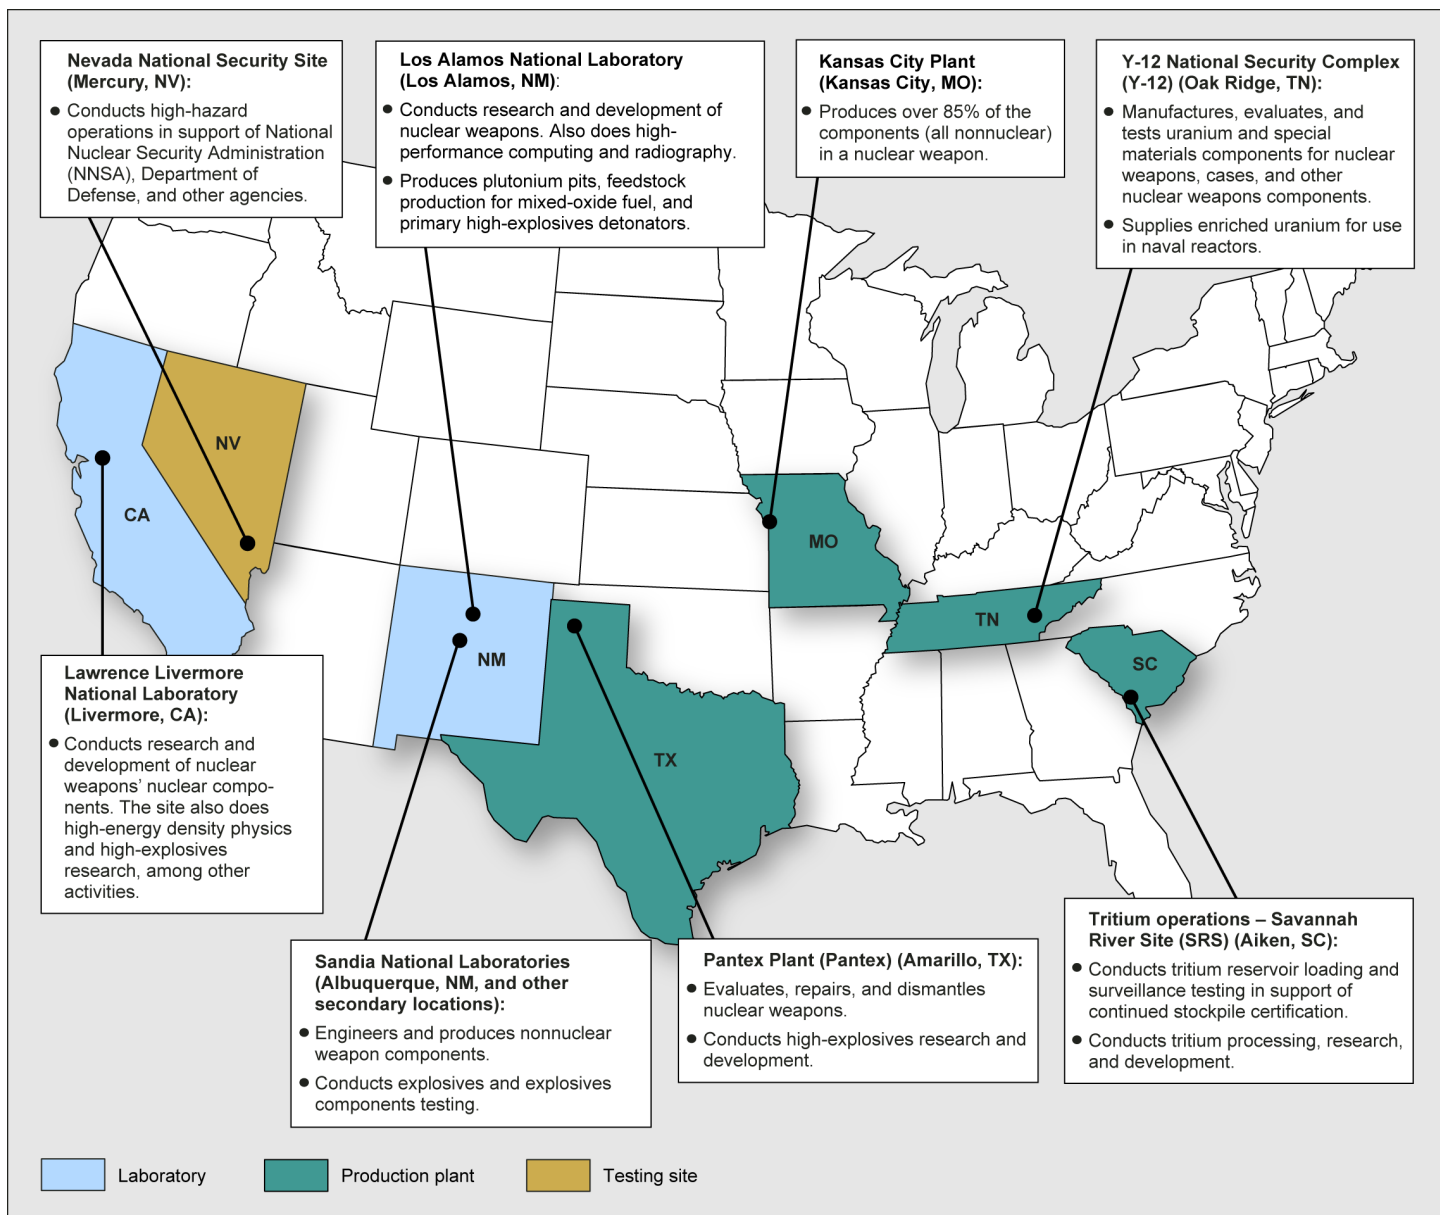 Nevada National Security Site
(Mercury, NV):
• Conducts high-hazard
operations in support of National
Nuclear Security Administration
(NNSA), Department of
Defense, and other agencies.
Los Alamos National Laboratory
(Los Alamos, NM):
• Conducts research and development of
nuclear weapons. Also does high-
performance computing and radiography.
• Produces plutonium pits, feedstock
production for mixed-oxide fuel, and
primary high-explosives detonators.
Kansas City Plant
(Kansas City, MO):
• Produces over 85% of the
components (all nonnuclear)
in a nuclear weapon.
Y-12 National Security Complex
(Y-12) (Oak Ridge, TN):
• Manufactures, evaluates, and
tests uranium and special
materials components for nuclear
weapons, cases, and other
nuclear weapons components.
• Supplies enriched uranium for use
in naval reactors.
NV
CA
MO
TN
NM
SC
TX
Lawrence Livermore
National Laboratory
(Livermore, CA):
• Conducts research and
development of nuclear
weapons’ nuclear compo-
nents. The site also does
high-energy density physics
and high-explosives
research, among other
activities.
Sandia National Laboratories
(Albuquerque, NM, and other
secondary locations):
• Engineers and produces nonnuclear
weapon components.
• Conducts explosives and explosives
components testing.
Pantex Plant (Pantex) (Amarillo, TX):
• Evaluates, repairs, and dismantles
nuclear weapons.
• Conducts high-explosives research and
development.
Tritium operations – Savannah
River Site (SRS) (Aiken, SC):
• Conducts tritium reservoir loading and
surveillance testing in support of
continued stockpile certification.
• Conducts tritium processing, research,
and development.
Laboratory
Production plant
Testing site